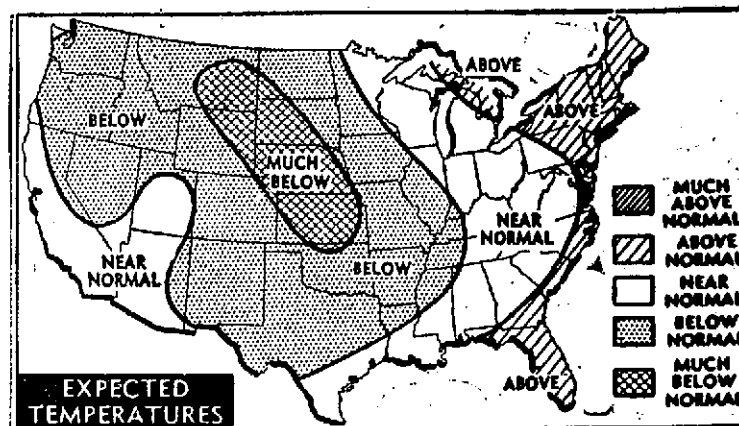 ABOVE
ABOVE
BELOW
MUCH
BELOW
MUCH
ABOVE
NORMAL
NEAR
NORMAL
ABOVE
NORMAL
NEAR
NORMAL
BELOW
NEAR
NORMAL
BELOW
NORMAL
ABOVE
MUCH
BELOW
NORMAL
EXPECTED
TEMPERATURES